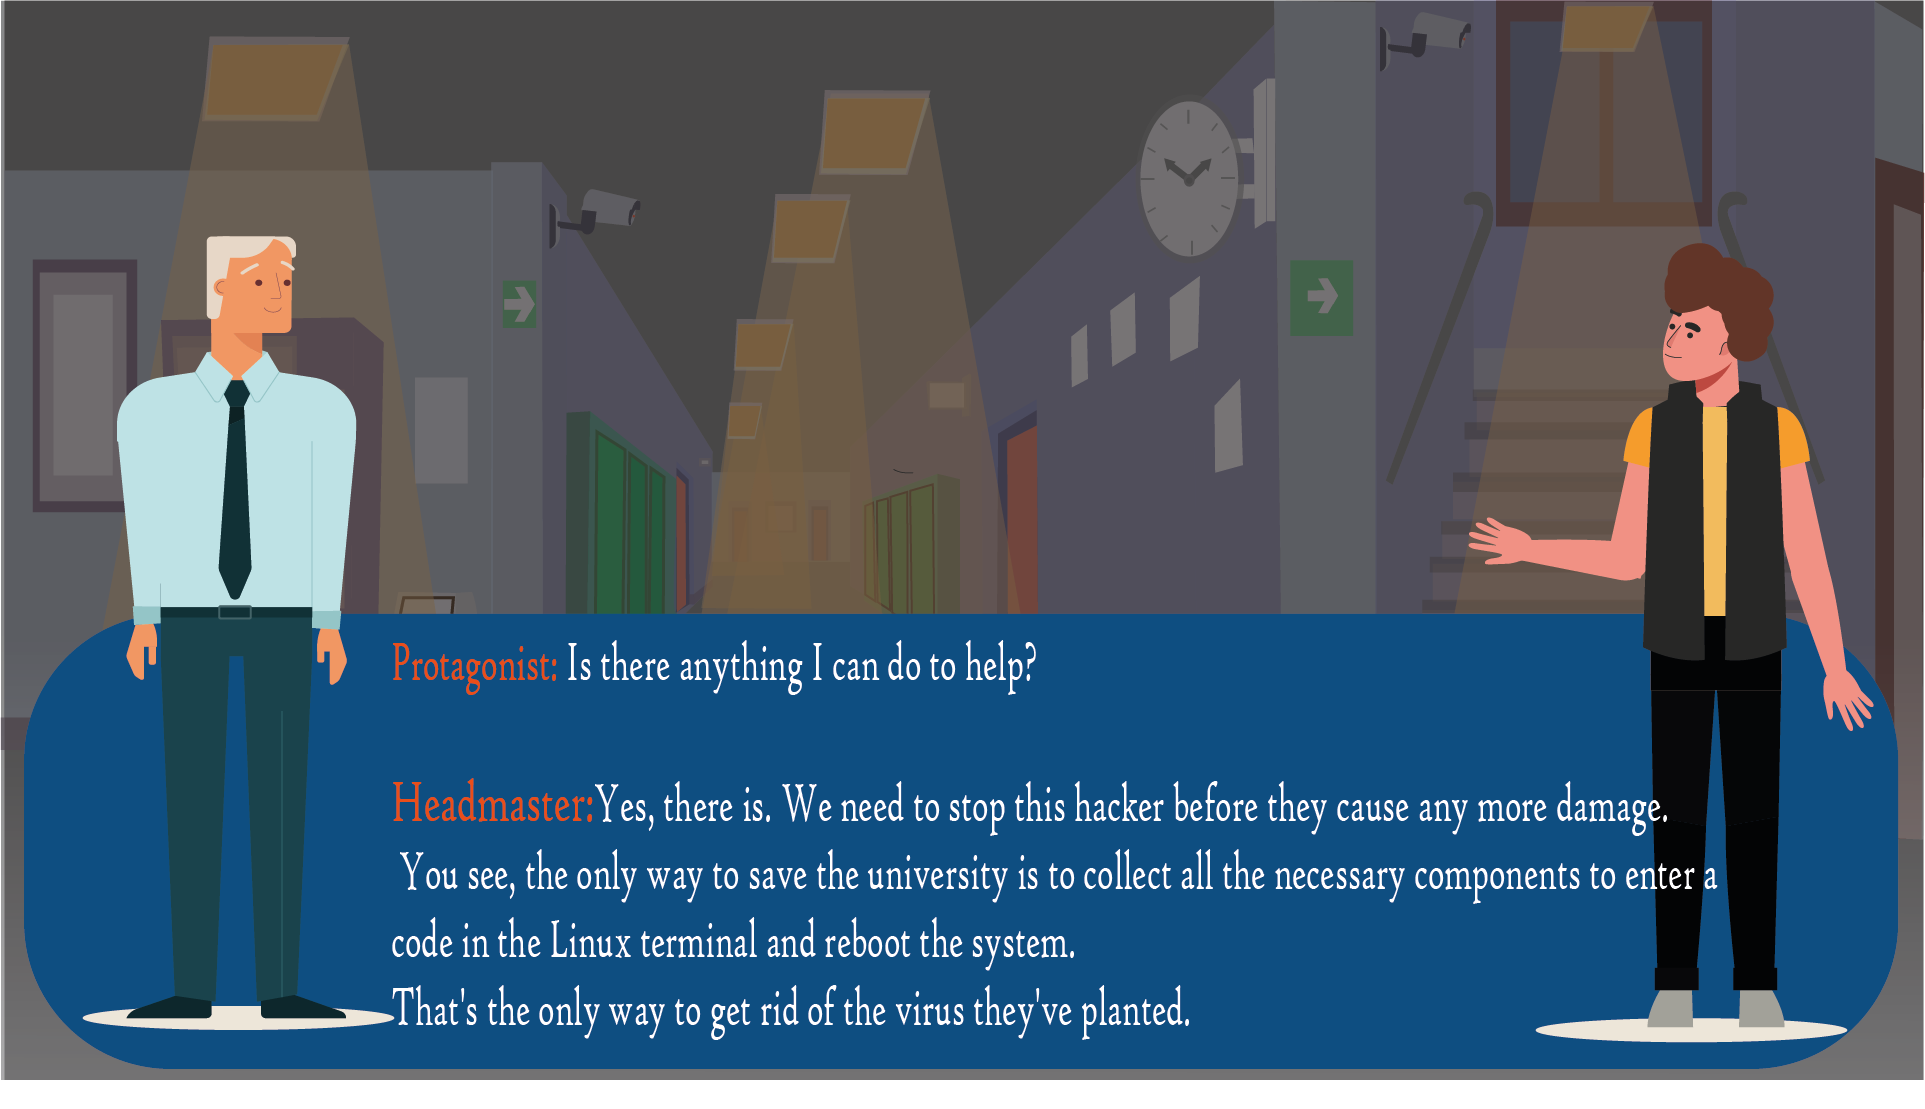 Protagonist: Is there anything I can do to help?
Headmaster:Yes, there is. We need to stop this hacker before they cause any more damage.
You see, the only way to save the university is to collect all the necessary components to enter a
code in the Linux terminal and reboot the system.
That's the only way to get rid of the virus they've planted.